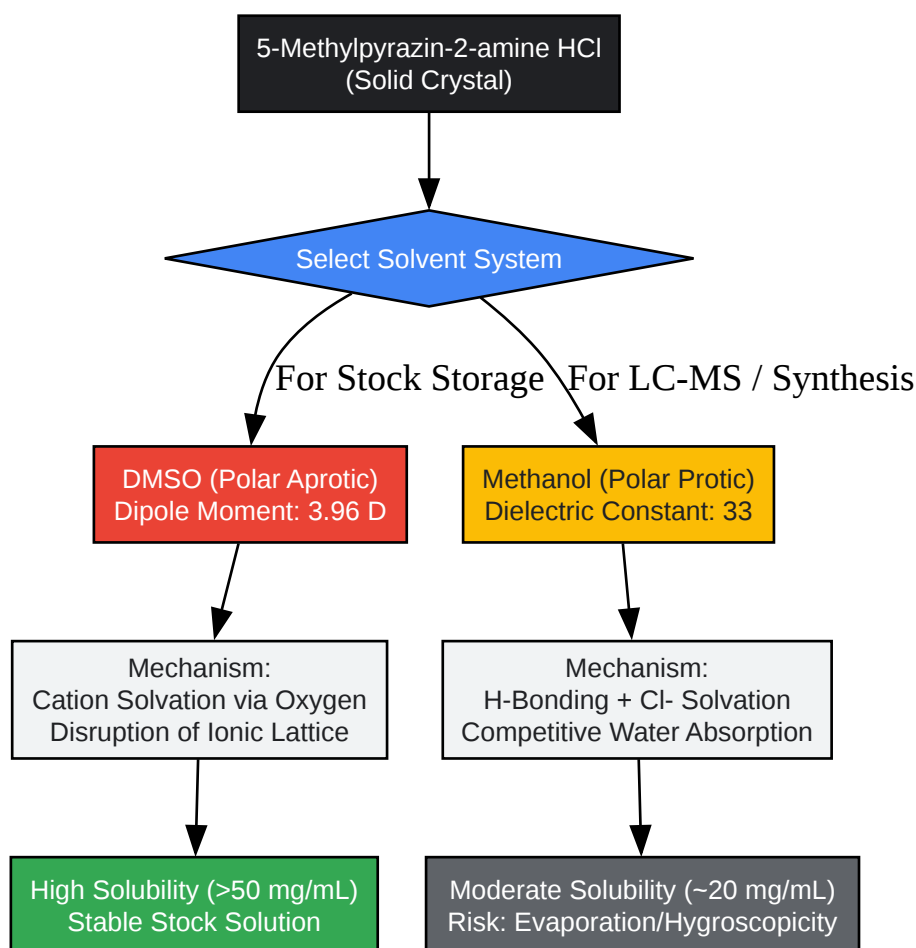 5-Methylpyrazin-2-amine HCl
(Solid Crystal)
Select Solvent System
For Stock Storage
For LC-MS / Synthesis
DMSO (Polar Aprotic)
Dipole Moment: 3.96 D
Methanol (Polar Protic)
Dielectric Constant: 33
Mechanism:
Cation Solvation via Oxygen
Disruption of Ionic Lattice
Mechanism:
H-Bonding + Cl- Solvation
Competitive Water Absorption
High Solubility (>50 mg/mL)
Stable Stock Solution
Moderate Solubility (~20 mg/mL)
Risk: Evaporation/Hygroscopicity